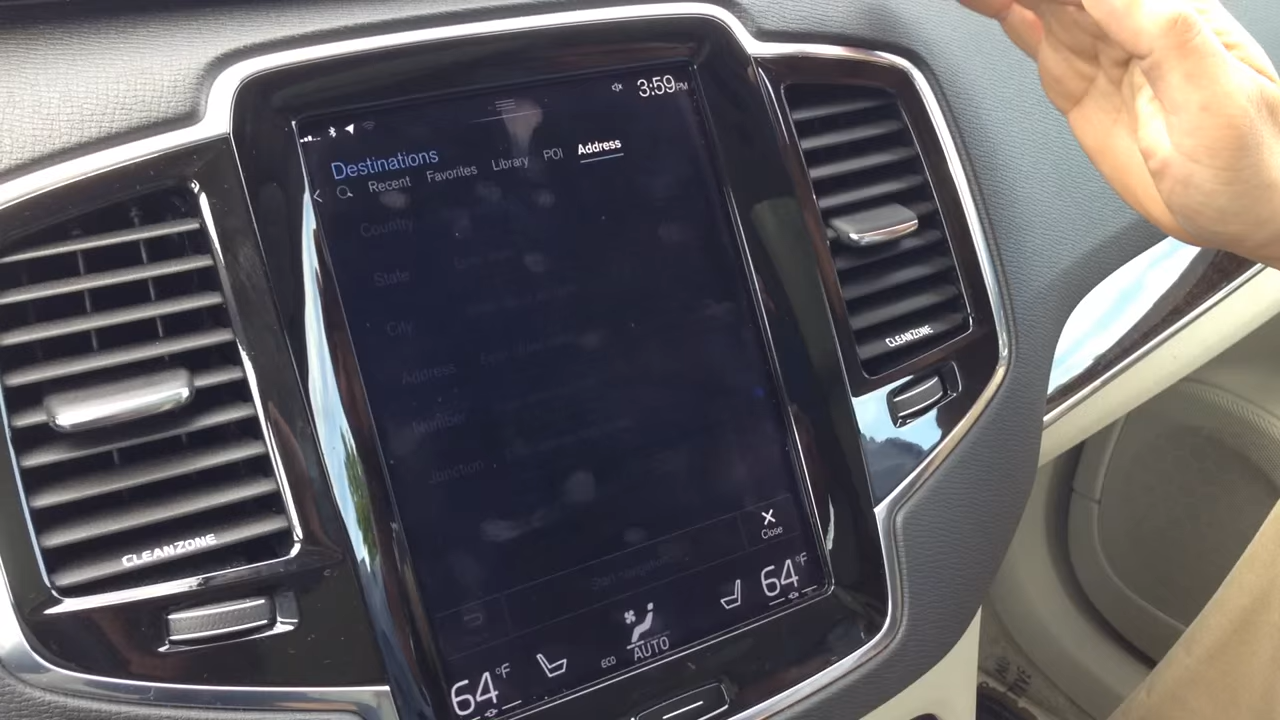 3:59PM
Destinations
Recent Favorites Library POI Address
Country
State
City
Address
Number
Junction
Close
64°F
64°F
ECO
AUTO
CLEANZONE
CLEANZONE